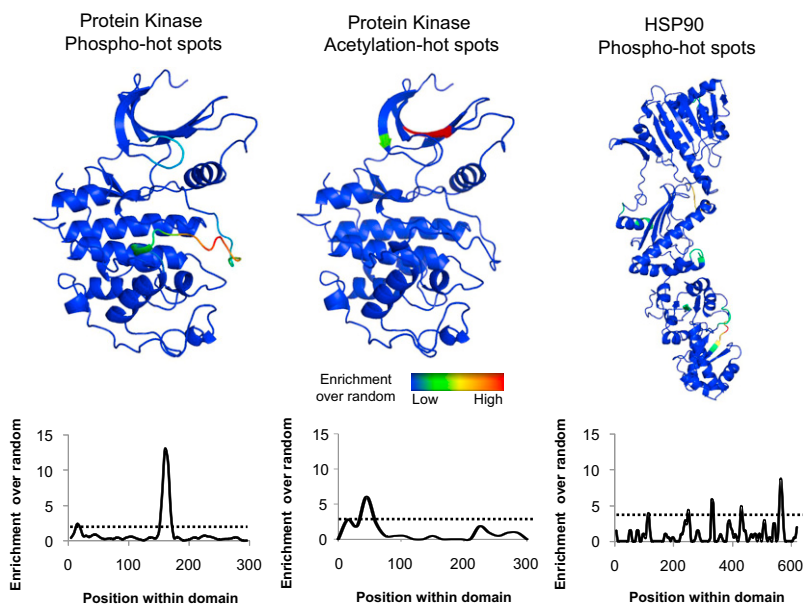 Protein Kinase
Phospho-hot spots
Protein Kinase
Acetylation-hot spots
HSP90
Phospho-hot spots
Enrichment
over random
Low
High
Enrichment over random
15
10
5
0
0
100
200
300
Position within domain
Enrichment over random
15
10
5
0
0
100
200
300
Position within domain
Enrichment over random
15
10
5
0
0
200
400
600
Position within domain